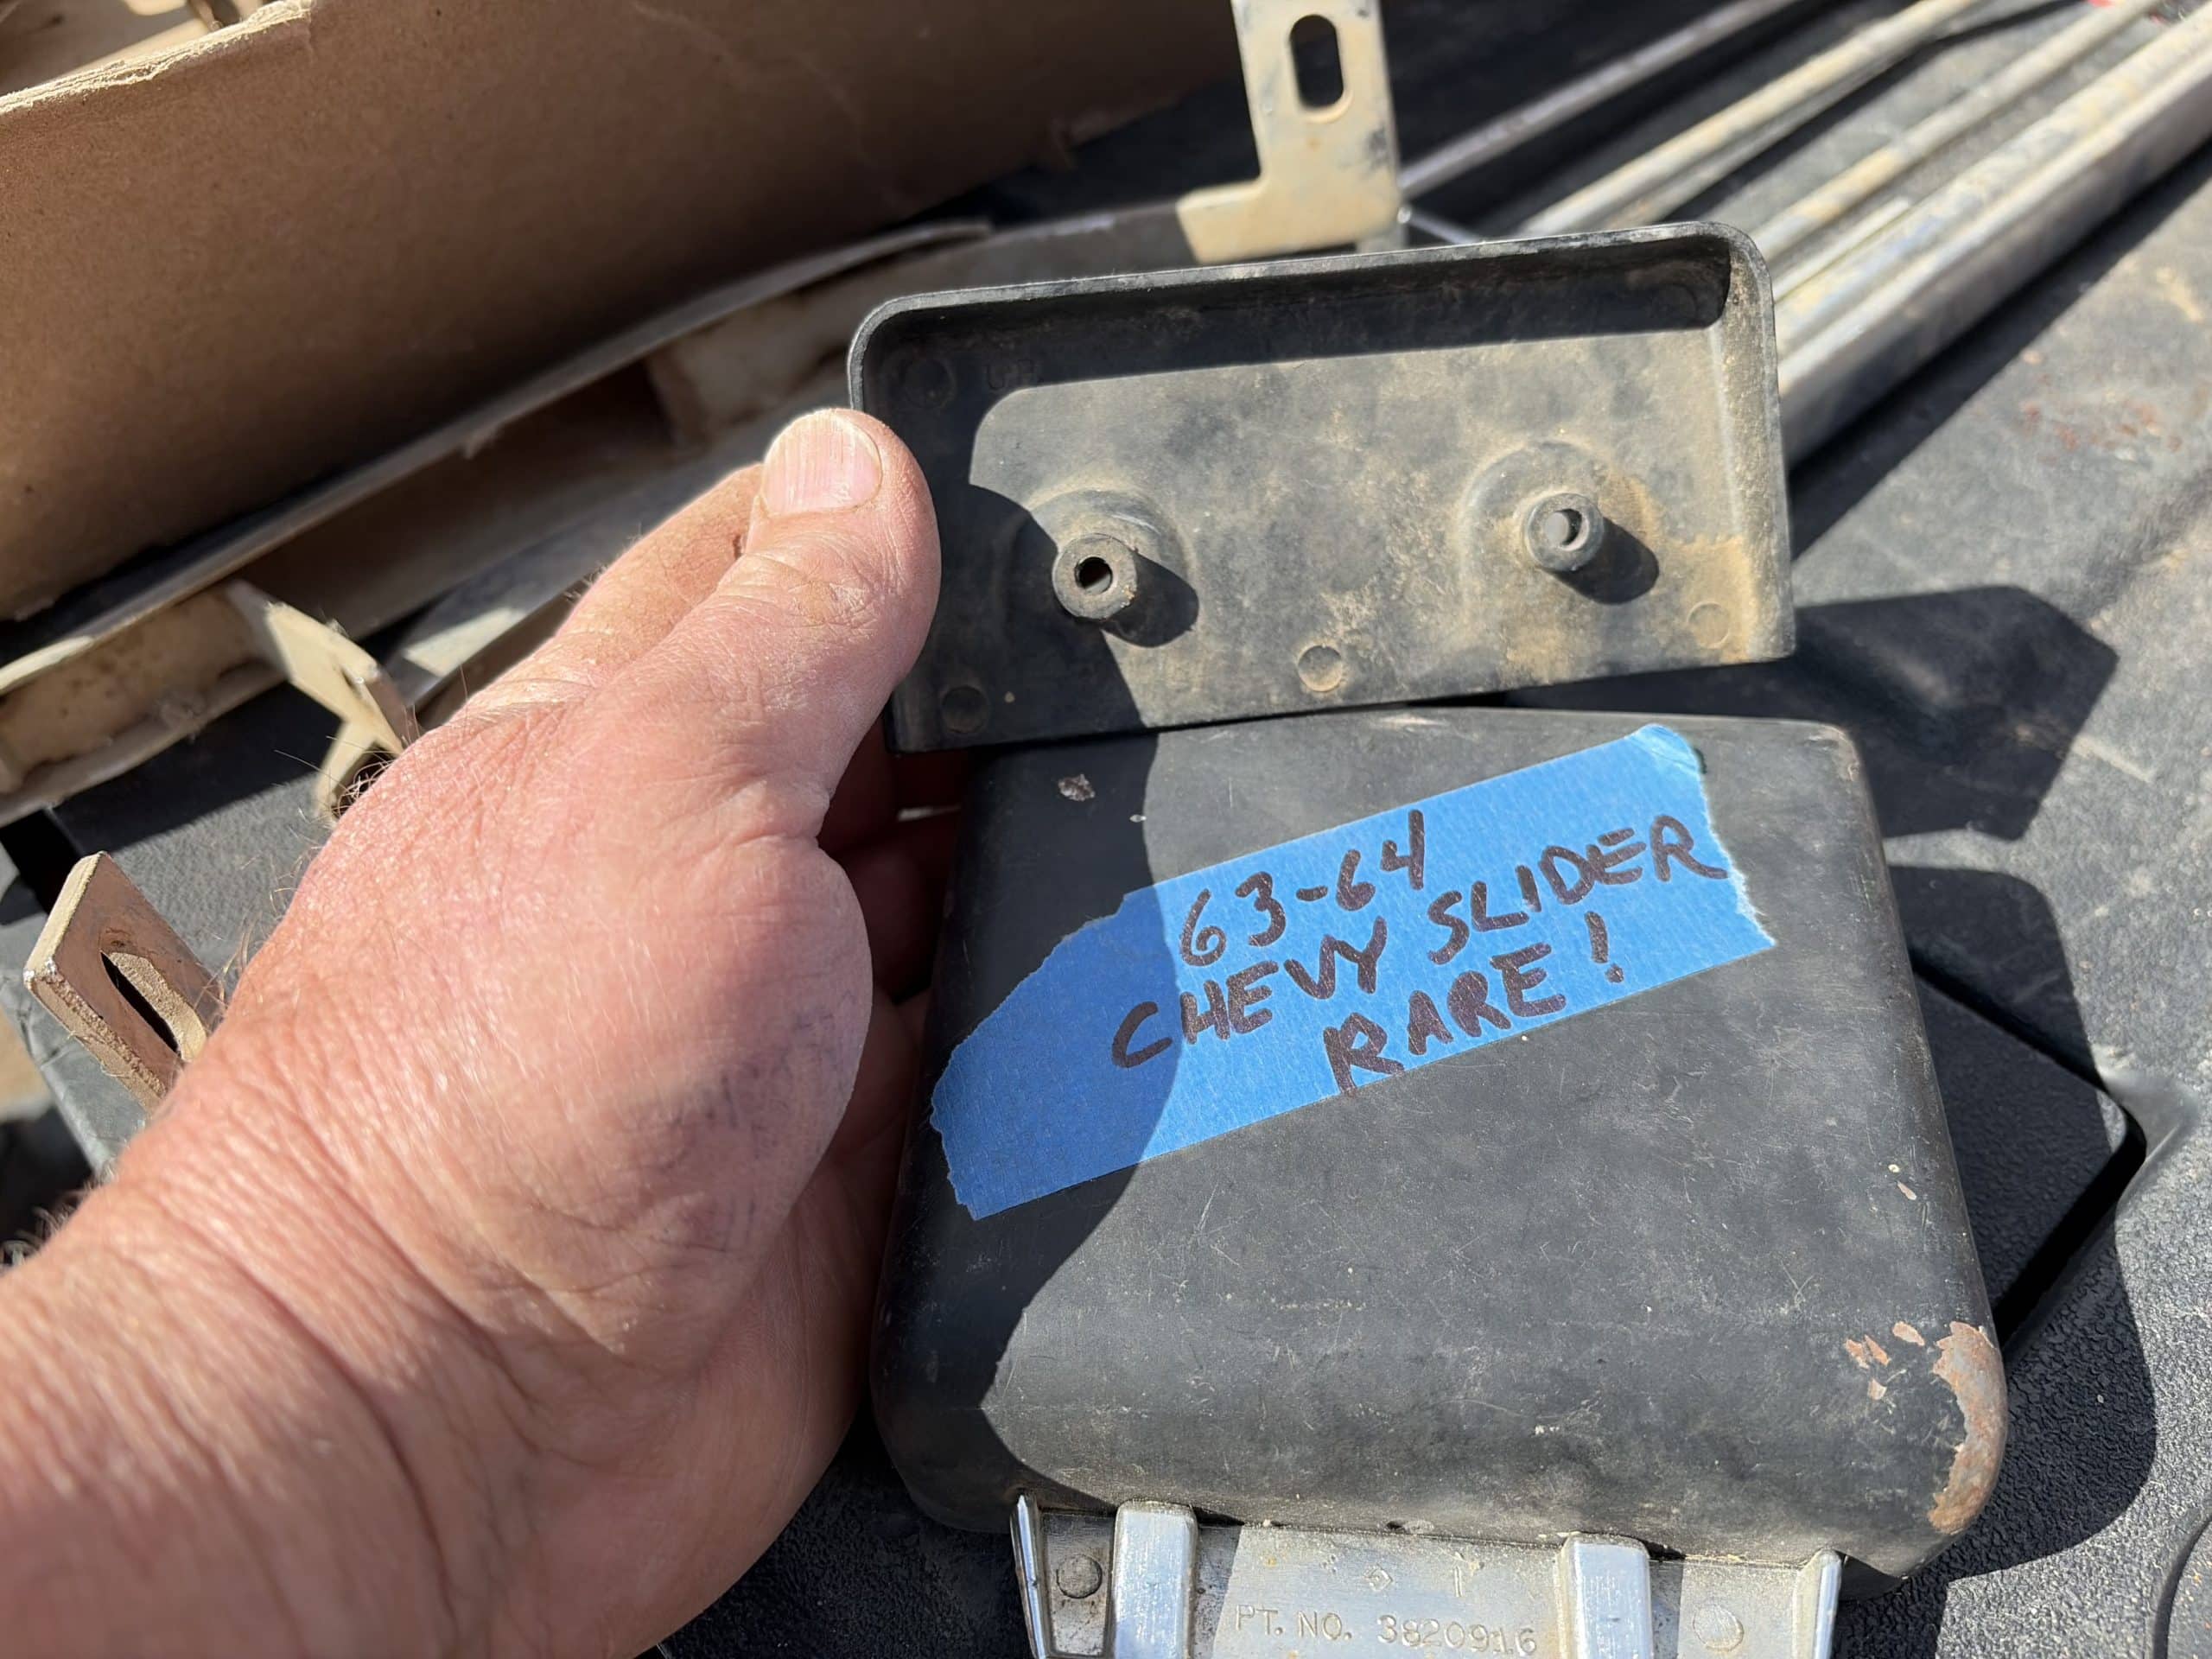 63-64
CHEVY SLIDER
RARE!
PT. NO. 3820916